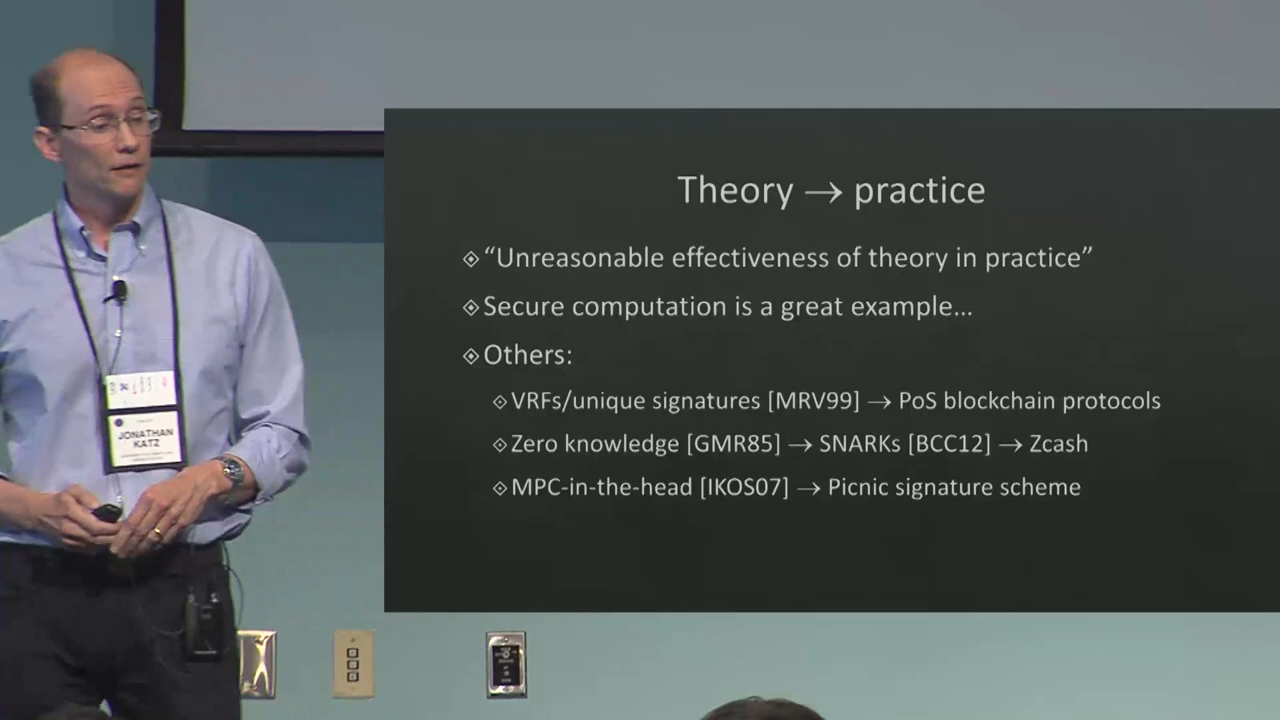 Theory → practice
“Unreasonable effectiveness of theory in practice”
Secure computation is a great example…
Others:
VRFs/unique signatures [MRV99] → PoS blockchain protocols
Zero knowledge [GMR85] → SNARKs [BCC12] → Zcash
MPC-in-the-head [IKOS07] → Picnic signature scheme
JONATHAN
KATZ